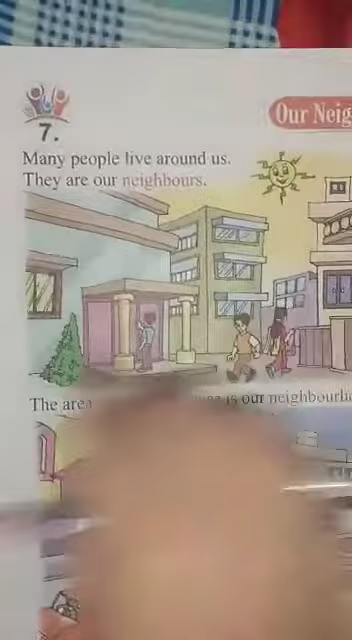 Our Neig
7.
Many people live around us.
They are our neighbours.
The area is our neighbourh